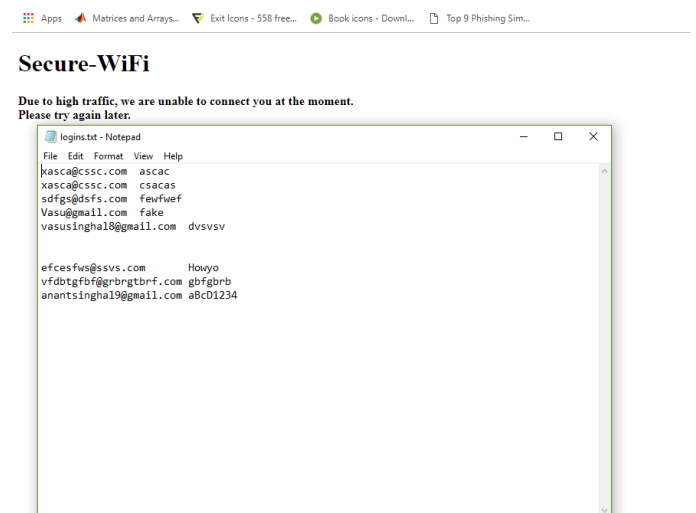 Apps Matrices and Arrays... Exit Icons - 558 free... Book icons - Downl... Top 9 Phishing Sim...
Secure-WiFi
Due to high traffic, we are unable to connect you at the moment.
Please try again later.
logins.txt - Notepad
File Edit Format View Help
xasca@cssc.com ascac
xasca@cssc.com csacas
sdfgs@dsfs.com fewfwef
Vasu@gmail.com fake
vasusinghal8@gmail.com dvsvsv
efcesfws@ssvs.com Howyo
vfdbtgfbf@grbrgtbrf.com gbfgbrb
anantsinghal9@gmail.com aBcD1234